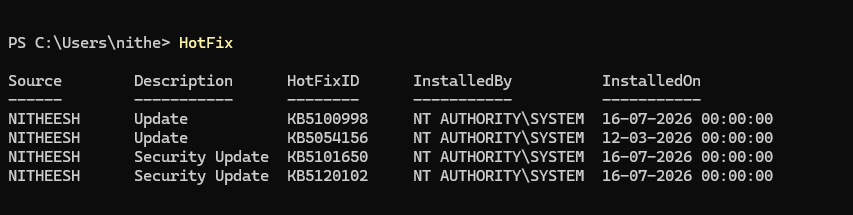 PS C:\Users\nithe> HotFix
Source Description HotFixID InstalledBy InstalledOn
------ ----------- -------- ----------- -----------
NITHEESH Update KB5100998 NT AUTHORITY\SYSTEM 16-07-2026 00:00:00
NITHEESH Update KB5054156 NT AUTHORITY\SYSTEM 12-03-2026 00:00:00
NITHEESH Security Update KB5101650 NT AUTHORITY\SYSTEM 16-07-2026 00:00:00
NITHEESH Security Update KB5120102 NT AUTHORITY\SYSTEM 16-07-2026 00:00:00